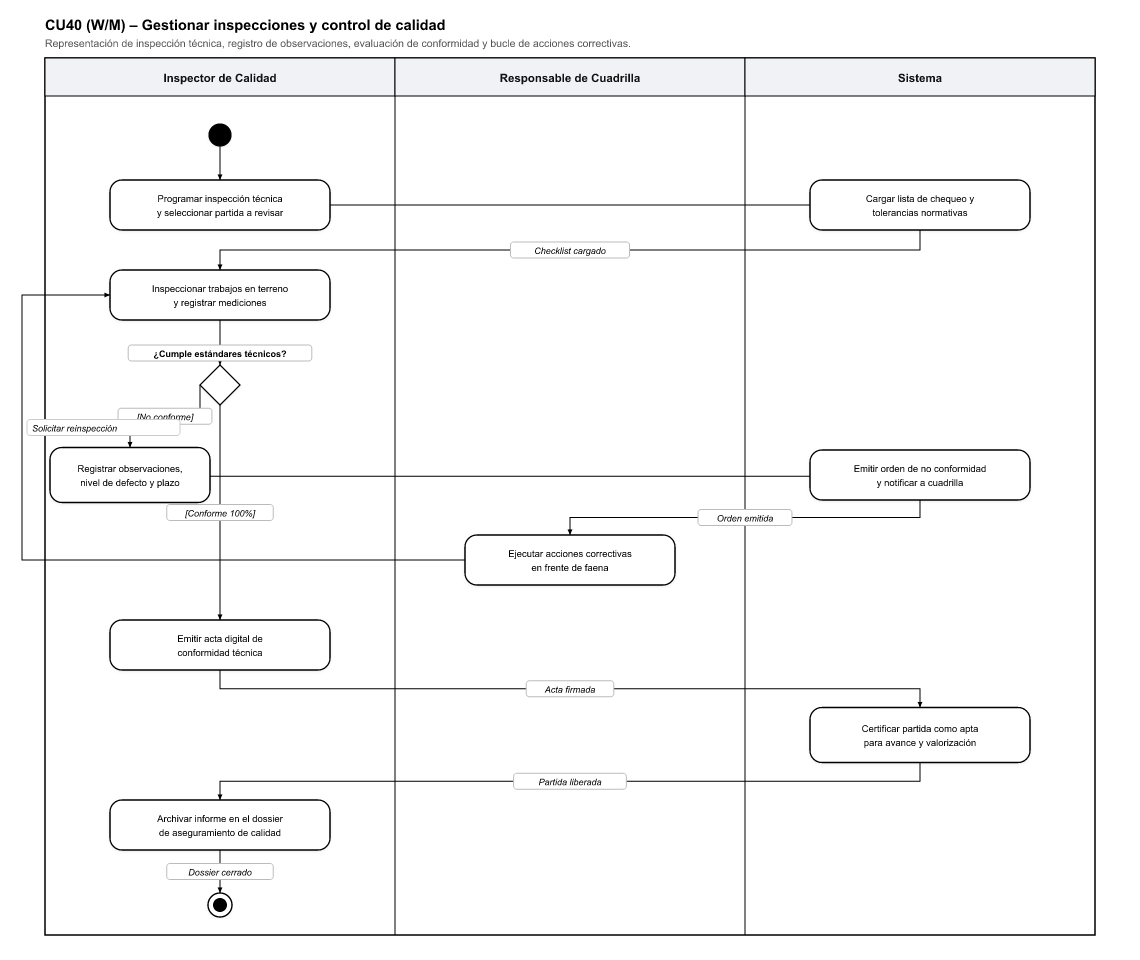 CU40 (W/M) – Gestionar inspecciones y control de calidad
Representación de inspección técnica, registro de observaciones, evaluación de conformidad y bucle de acciones correctivas.
Inspector de Calidad
Responsable de Cuadrilla
Sistema
Programar inspección técnica
y seleccionar partida a revisar
Cargar lista de chequeo y
tolerancias normativas
Checklist cargado
Inspeccionar trabajos en terreno
y registrar mediciones
¿Cumple estándares técnicos?
[No conforme]
Solicitar reinspección
Registrar observaciones,
nivel de defecto y plazo
Emitir orden de no conformidad
y notificar a cuadrilla
[Conforme 100%]
Orden emitida
Ejecutar acciones correctivas
en frente de faena
Emitir acta digital de
conformidad técnica
Acta firmada
Certificar partida como apta
para avance y valorización
Partida liberada
Archivar informe en el dossier
de aseguramiento de calidad
Dossier cerrado